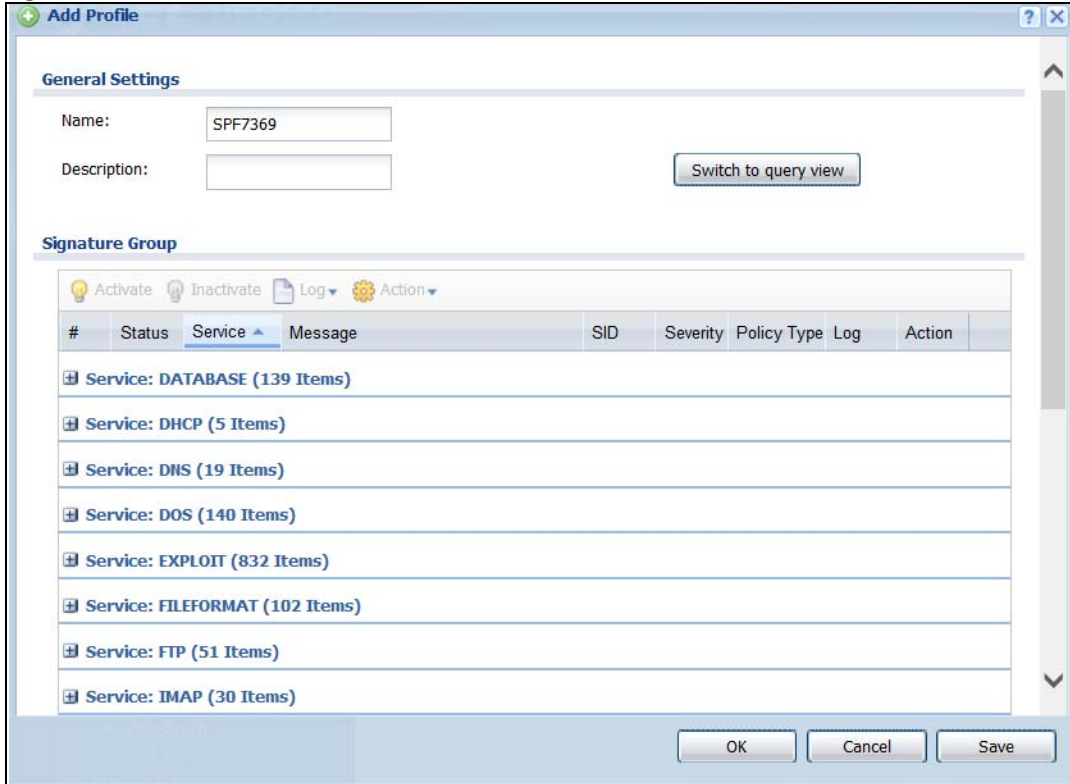 Add Profile
?
General Settings
Name: SPF7369
Description:
Switch to query view
Signature Group
Activate Inactivate Log Action
# Status Service Message SID Severity Policy Type Log Action
Service: DATABASE (139 Items)
Service: DHCP (5 Items)
Service: DNS (19 Items)
Service: DOS (140 Items)
Service: EXPLOIT (832 Items)
Service: FILEFORMAT (102 Items)
Service: FTP (51 Items)
Service: IMAP (30 Items)
OK Cancel Save